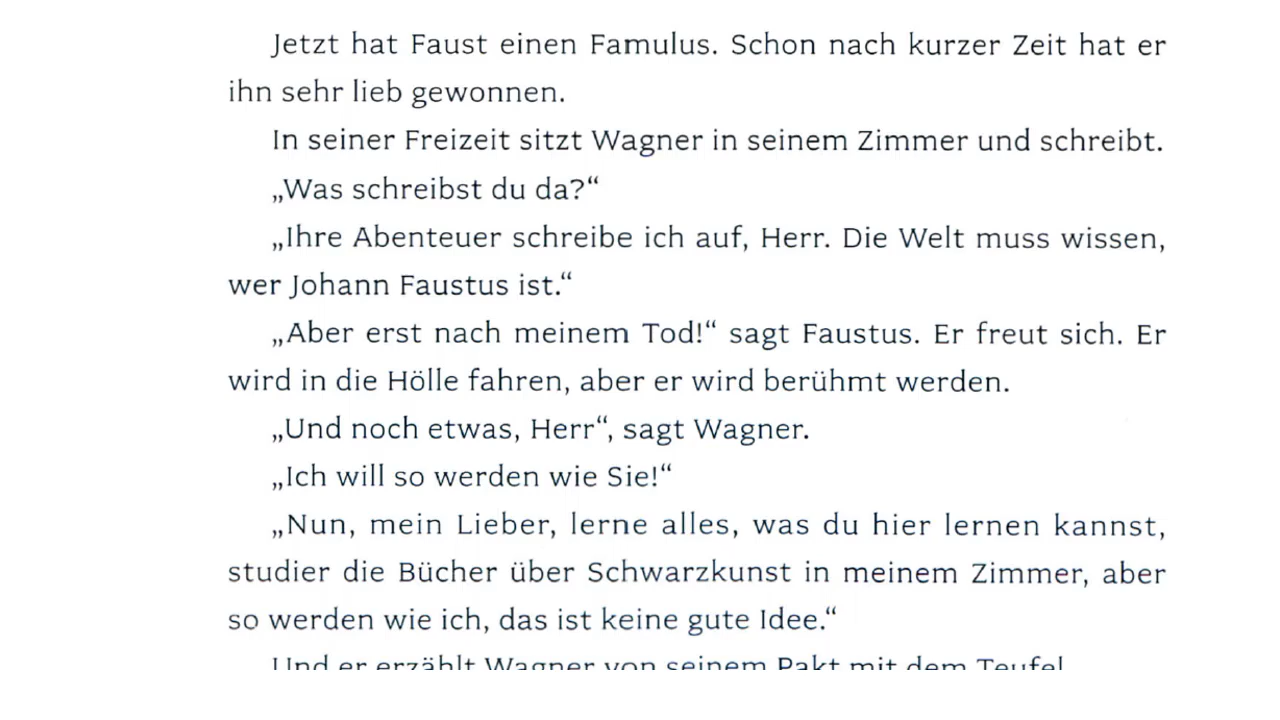 Jetzt hat Faust einen Famulus. Schon nach kurzer Zeit hat er
ihn sehr lieb gewonnen.
In seiner Freizeit sitzt Wagner in seinem Zimmer und schreibt.
„Was schreibst du da?“
„Ihre Abenteuer schreibe ich auf, Herr. Die Welt muss wissen,
wer Johann Faustus ist.“
„Aber erst nach meinem Tod!“ sagt Faustus. Er freut sich. Er
wird in die Hölle fahren, aber er wird berühmt werden.
„Und noch etwas, Herr“, sagt Wagner.
„Ich will so werden wie Sie!“
„Nun, mein Lieber, lerne alles, was du hier lernen kannst,
studier die Bücher über Schwarzkunst in meinem Zimmer, aber
so werden wie ich, das ist keine gute Idee.“
Und er erzählt Wagner von seinem Pakt mit dem Teufel